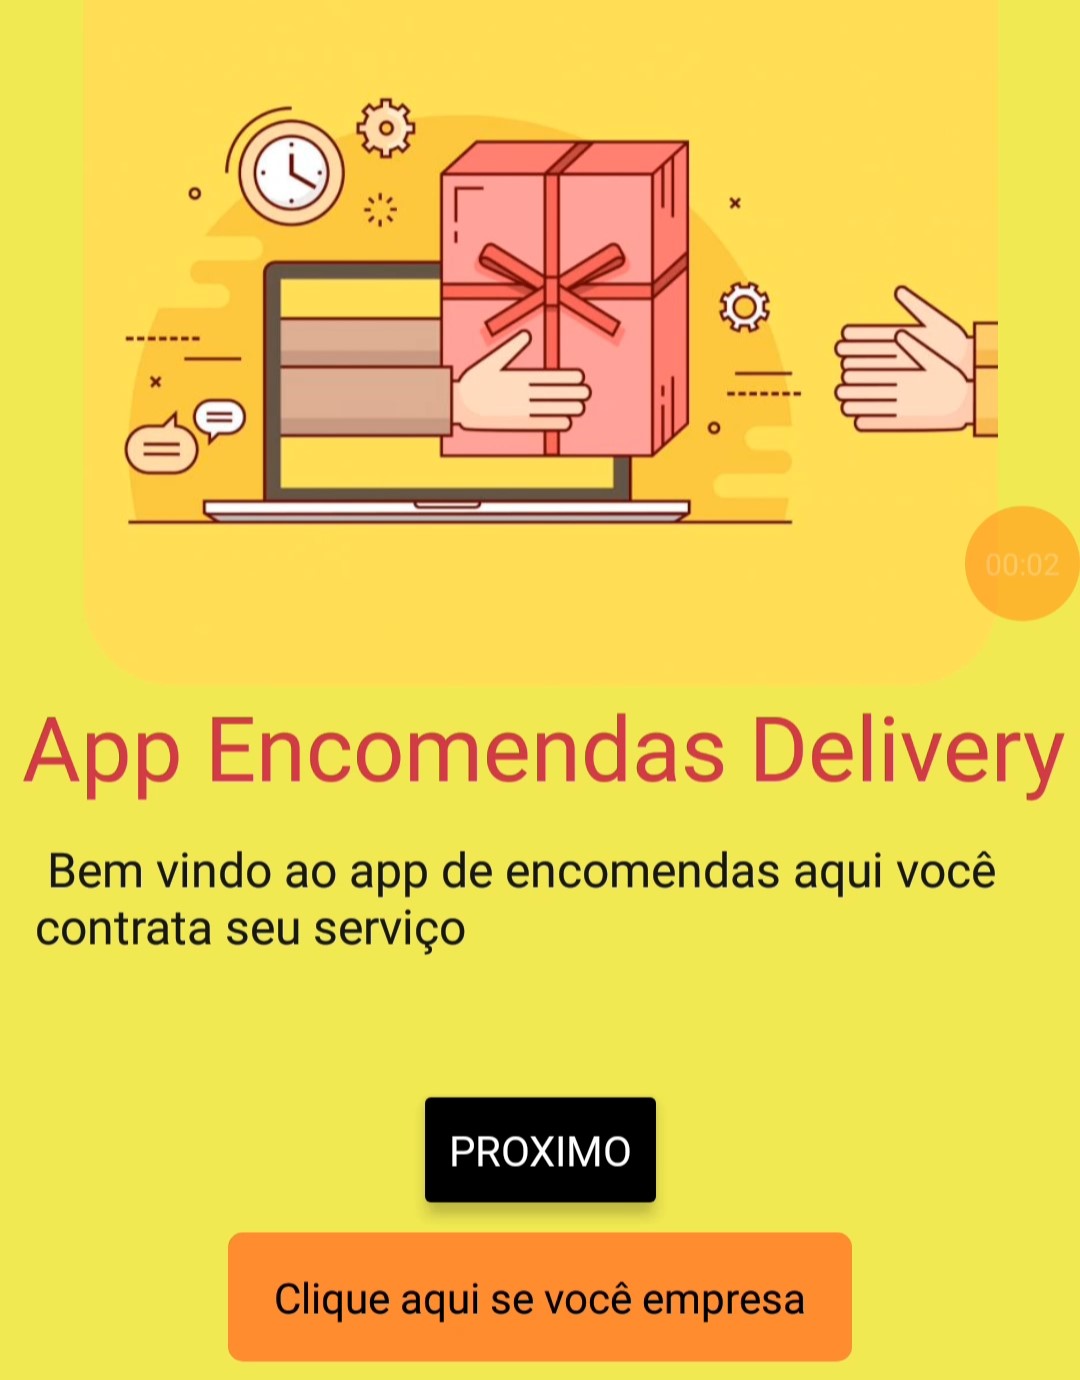 00:02
App Encomendas Delivery
Bem vindo ao app de encomendas aqui você
contrata seu serviço
PROXIMO
Clique aqui se você empresa